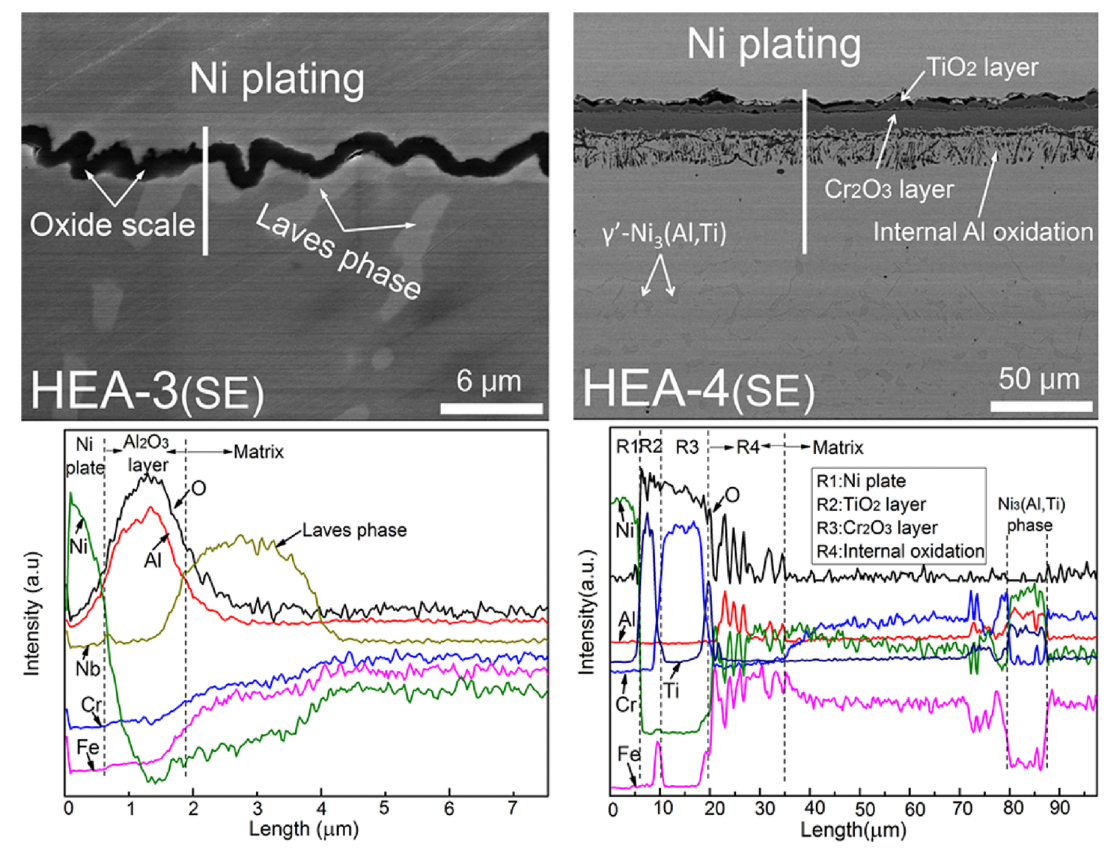 Ni plating
Oxide scale
Laves phase
HEA-3(SE)
6 μm
Ni plating
TiO2 layer
Cr2O3 layer
γ'-Ni3(Al,Ti)
Internal Al oxidation
HEA-4(SE)
50 μm
Ni
plate
Al2O3
layer
Matrix
O
Ni
Al
Laves phase
Nb
Cr
Fe
Intensity (a.u)
0 1 2 3 4 5 6 7
Length (μm)
R1 R2 R3 R4 Matrix
R1:Ni plate
R2:TiO2 layer
R3:Cr2O3 layer
R4:Internal oxidation
Ni3(Al,Ti)
phase
O
Ni
Al
Ti
Cr
Fe
Intensity(a.u.)
0 10 20 30 40 50 60 70 80 90
Length(μm)